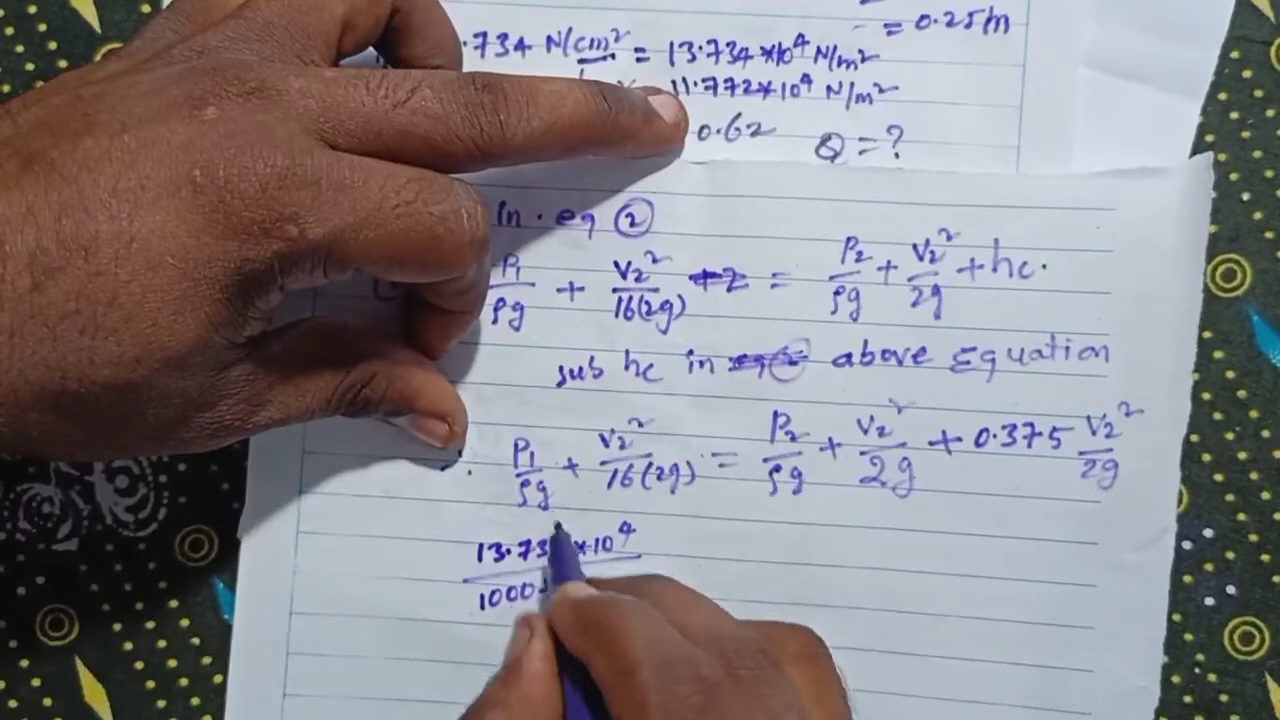 = 0.25m
.734 N/cm² = 13.734×10⁴ N/m²
11.772×10⁴ N/m²
0.62 Q = ?
in eq ②
P₁/ρg + V₂²/16(2g) = P₂/ρg + V₂²/2g + hc.
sub hc in above Equation
∴ P₁/ρg + V₂²/16(2g) = P₂/ρg + V₂²/2g + 0.375 V₂²/2g
13.73 ×10⁴
1000